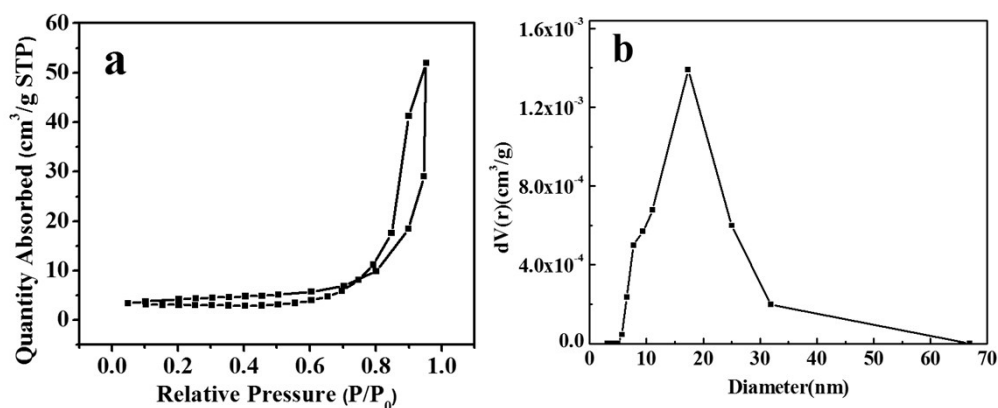 a
60
50
40
30
20
10
0
Quantity Absorbed (cm³/g STP)
0.0 0.2 0.4 0.6 0.8 1.0
Relative Pressure (P/P₀)
b
1.6x10⁻³
1.2x10⁻³
8.0x10⁻⁴
4.0x10⁻⁴
0.0
dV(r)(cm³/g)
0 10 20 30 40 50 60 70
Diameter(nm)